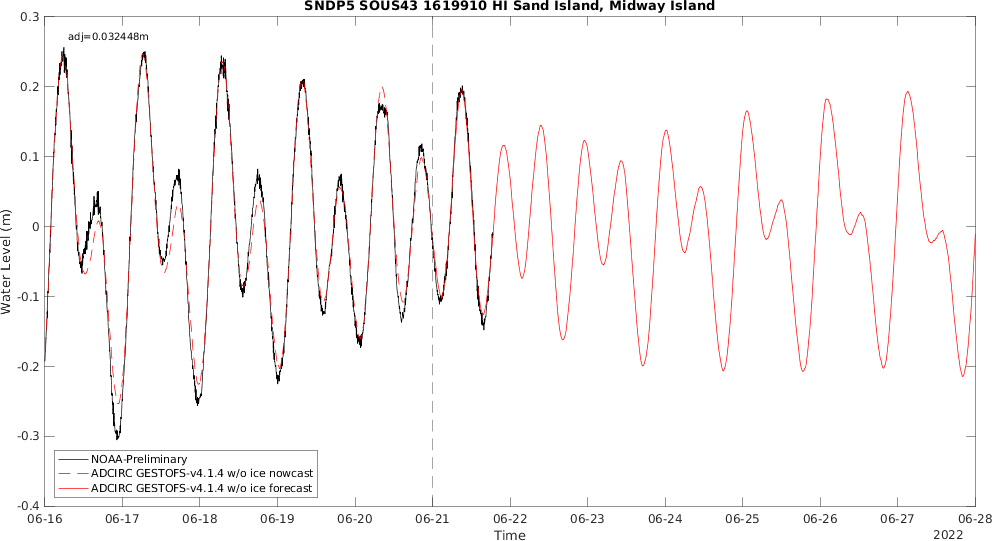 SNDP5 SOUS43 1619910 HI Sand Island, Midway Island
adj=0.032448m
0.3
0.2
0.1
0
-0.1
-0.2
-0.3
-0.4
Water Level (m)
NOAA-Preliminary
ADCIRC GESTOFS-v4.1.4 w/o ice nowcast
ADCIRC GESTOFS-v4.1.4 w/o ice forecast
06-16 06-17 06-18 06-19 06-20 06-21 06-22 06-23 06-24 06-25 06-26 06-27 06-28
Time
2022